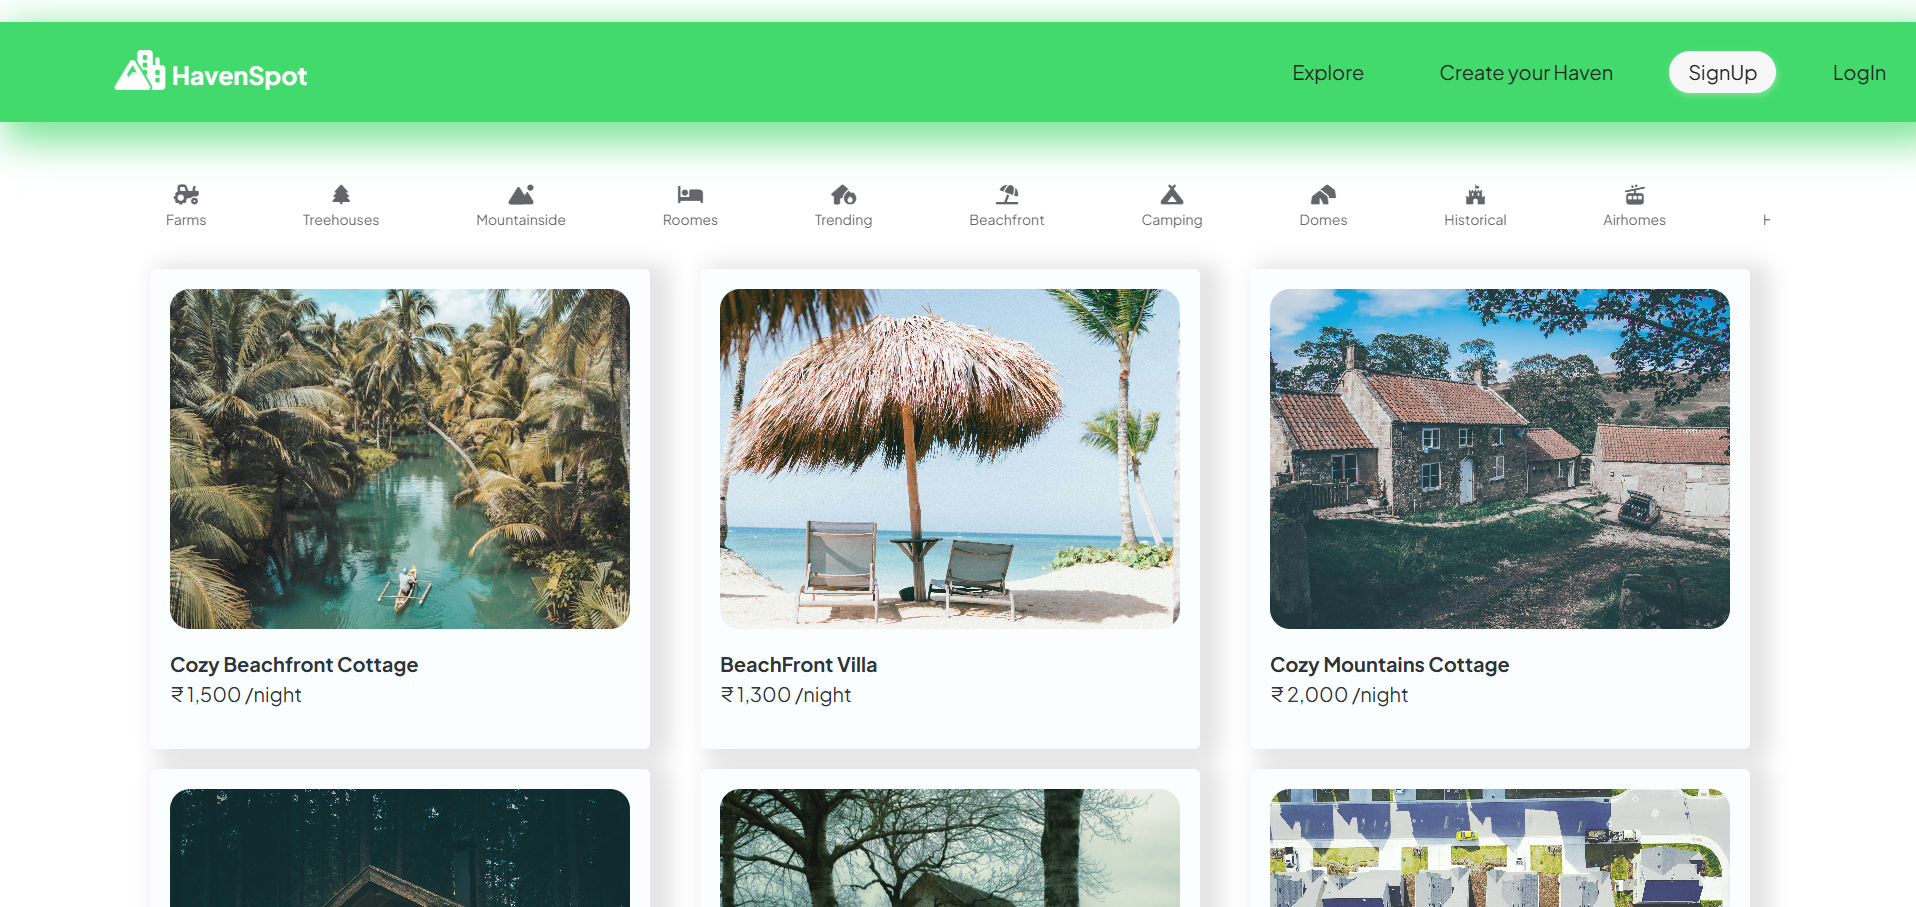 HavenSpot
Explore
Create your Haven
SignUp
LogIn
Farms
Treehouses
Mountainside
Roomes
Trending
Beachfront
Camping
Domes
Historical
Airhomes
Cozy Beachfront Cottage
₹ 1,500 /night
BeachFront Villa
₹ 1,300 /night
Cozy Mountains Cottage
₹ 2,000 /night